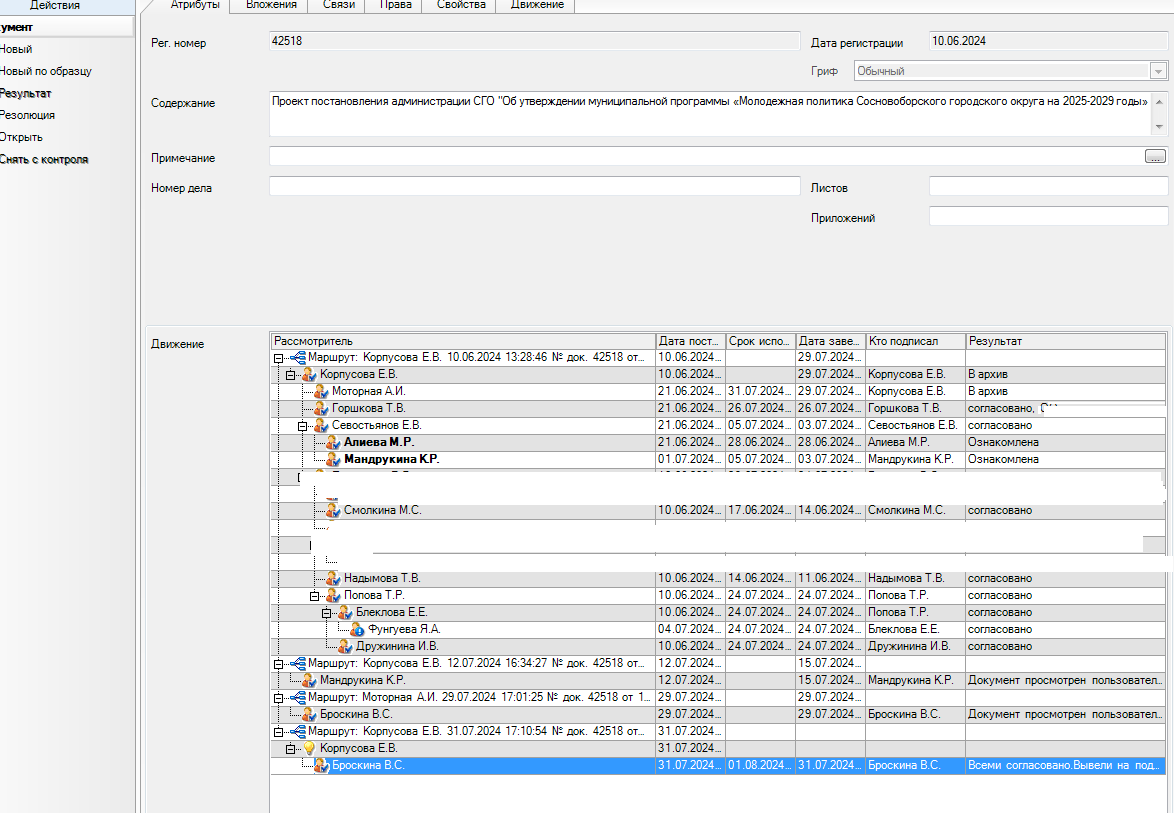 Действия
умент
Новый
Новый по образцу
Результат
Резолюция
Открыть
Снять с контроля
Атрибуты Вложения Связи Права Свойства Движение
Рег. номер 42518 Дата регистрации 10.06.2024
Гриф Обычный
Содержание Проект постановления администрации СГО "Об утверждении муниципальной программы «Молодежная политика Сосновоборского городского округа на 2025-2029 годы»
Примечание ...
Номер дела Листов
Приложений
Движение
Рассмотритель Дата пост... Срок испо... Дата заве... Кто подписал Результат
Маршрут: Корпусова Е.В. 10.06.2024 13:28:46 № док. 42518 от... 10.06.2024... 29.07.2024...
Корпусова Е.В. 10.06.2024... 29.07.2024... Корпусова Е.В. В архив
Моторная А.И. 21.06.2024... 31.07.2024... 29.07.2024... Корпусова Е.В. В архив
Горшкова Т.В. 21.06.2024... 26.07.2024... 26.07.2024... Горшкова Т.В. согласовано,
Севостьянов Е.В. 21.06.2024... 05.07.2024... 03.07.2024... Севостьянов Е.В. согласовано
Алиева М.Р. 21.06.2024... 28.06.2024... 28.06.2024... Алиева М.Р. Ознакомлена
Мандрукина К.Р. 01.07.2024... 05.07.2024... 03.07.2024... Мандрукина К.Р. Ознакомлена
Смолкина М.С. 10.06.2024... 17.06.2024... 14.06.2024... Смолкина М.С. согласовано
Надымова Т.В. 10.06.2024... 14.06.2024... 11.06.2024... Надымова Т.В. согласовано
Попова Т.Р. 10.06.2024... 24.07.2024... 24.07.2024... Попова Т.Р. согласовано
Блеклова Е.Е. 10.06.2024... 24.07.2024... 24.07.2024... Попова Т.Р. согласовано
Фунгуева Я.А. 04.07.2024... 24.07.2024... 24.07.2024... Блеклова Е.Е. согласовано
Дружинина И.В. 10.06.2024... 24.07.2024... 24.07.2024... Дружинина И.В. согласовано
Маршрут: Корпусова Е.В. 12.07.2024 16:34:27 № док. 42518 от... 12.07.2024... 15.07.2024...
Мандрукина К.Р. 12.07.2024... 15.07.2024... Мандрукина К.Р. Документ просмотрен пользовател...
Маршрут: Моторная А.И. 29.07.2024 17:01:25 № док. 42518 от 1... 29.07.2024... 29.07.2024...
Броскина В.С. 29.07.2024... 29.07.2024... Броскина В.С. Документ просмотрен пользовател...
Маршрут: Корпусова Е.В. 31.07.2024 17:10:54 № док. 42518 от... 31.07.2024...
Корпусова Е.В. 31.07.2024...
Броскина В.С. 31.07.2024... 01.08.2024... 31.07.2024... Броскина В.С. Всеми согласовано.Вывели на под...